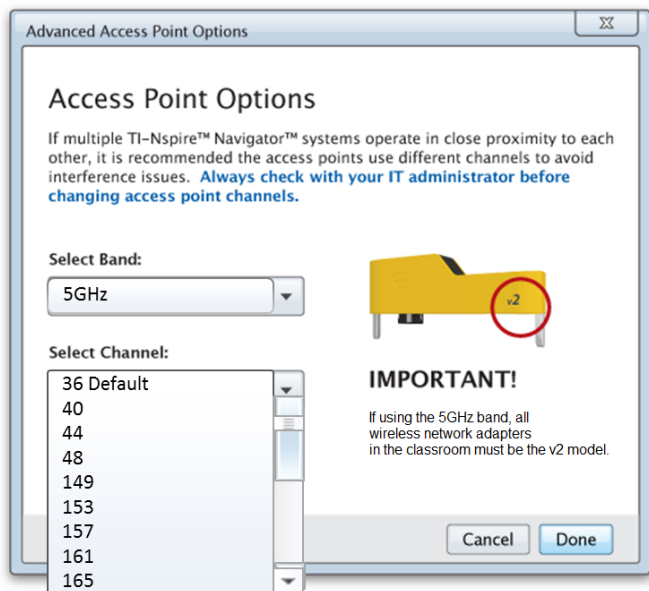 Advanced Access Point Options
Access Point Options
If multiple TI-Nspire™ Navigator™ systems operate in close proximity to each
other, it is recommended the access points use different channels to avoid
interference issues. Always check with your IT administrator before
changing access point channels.
Select Band:
5GHz
v2
Select Channel:
36 Default
40
44
48
149
153
157
161
165
IMPORTANT!
If using the 5GHz band, all
wireless network adapters
in the classroom must be the v2 model.
Cancel
Done